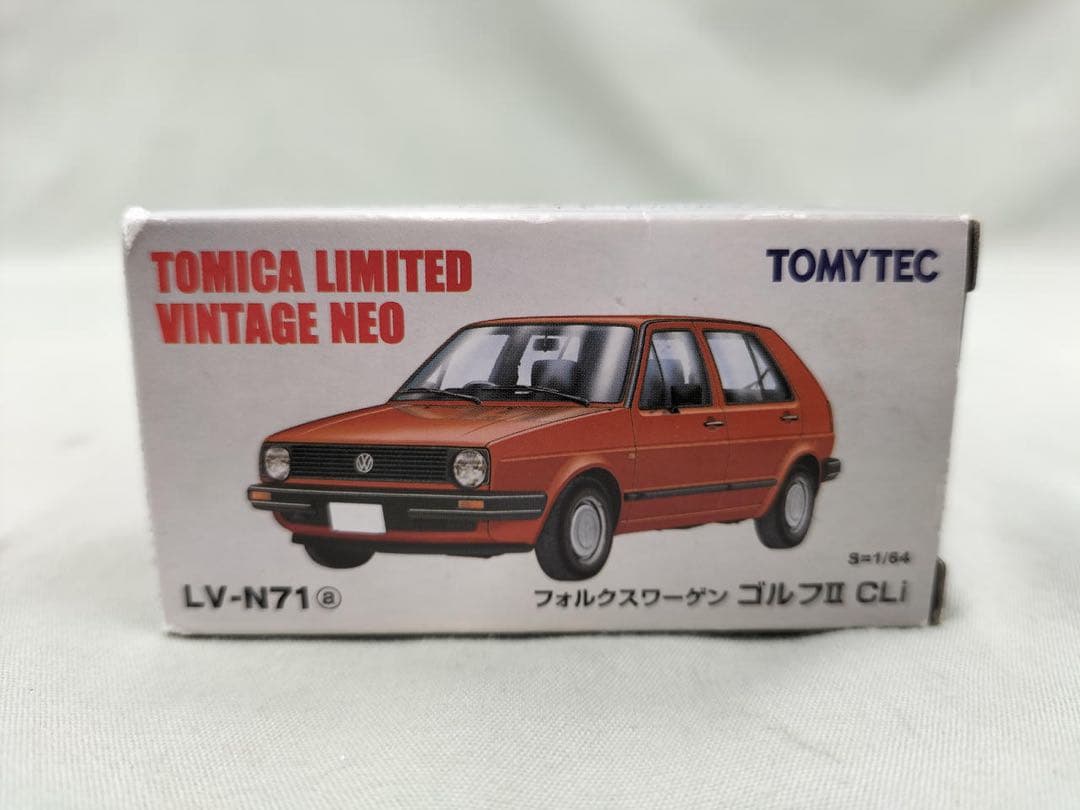 TOMICA LIMITED
VINTAGE NEO
TOMYTEC
VW
S=1/64
LV-N71ⓐ
フォルクスワーゲン ゴルフII CLi